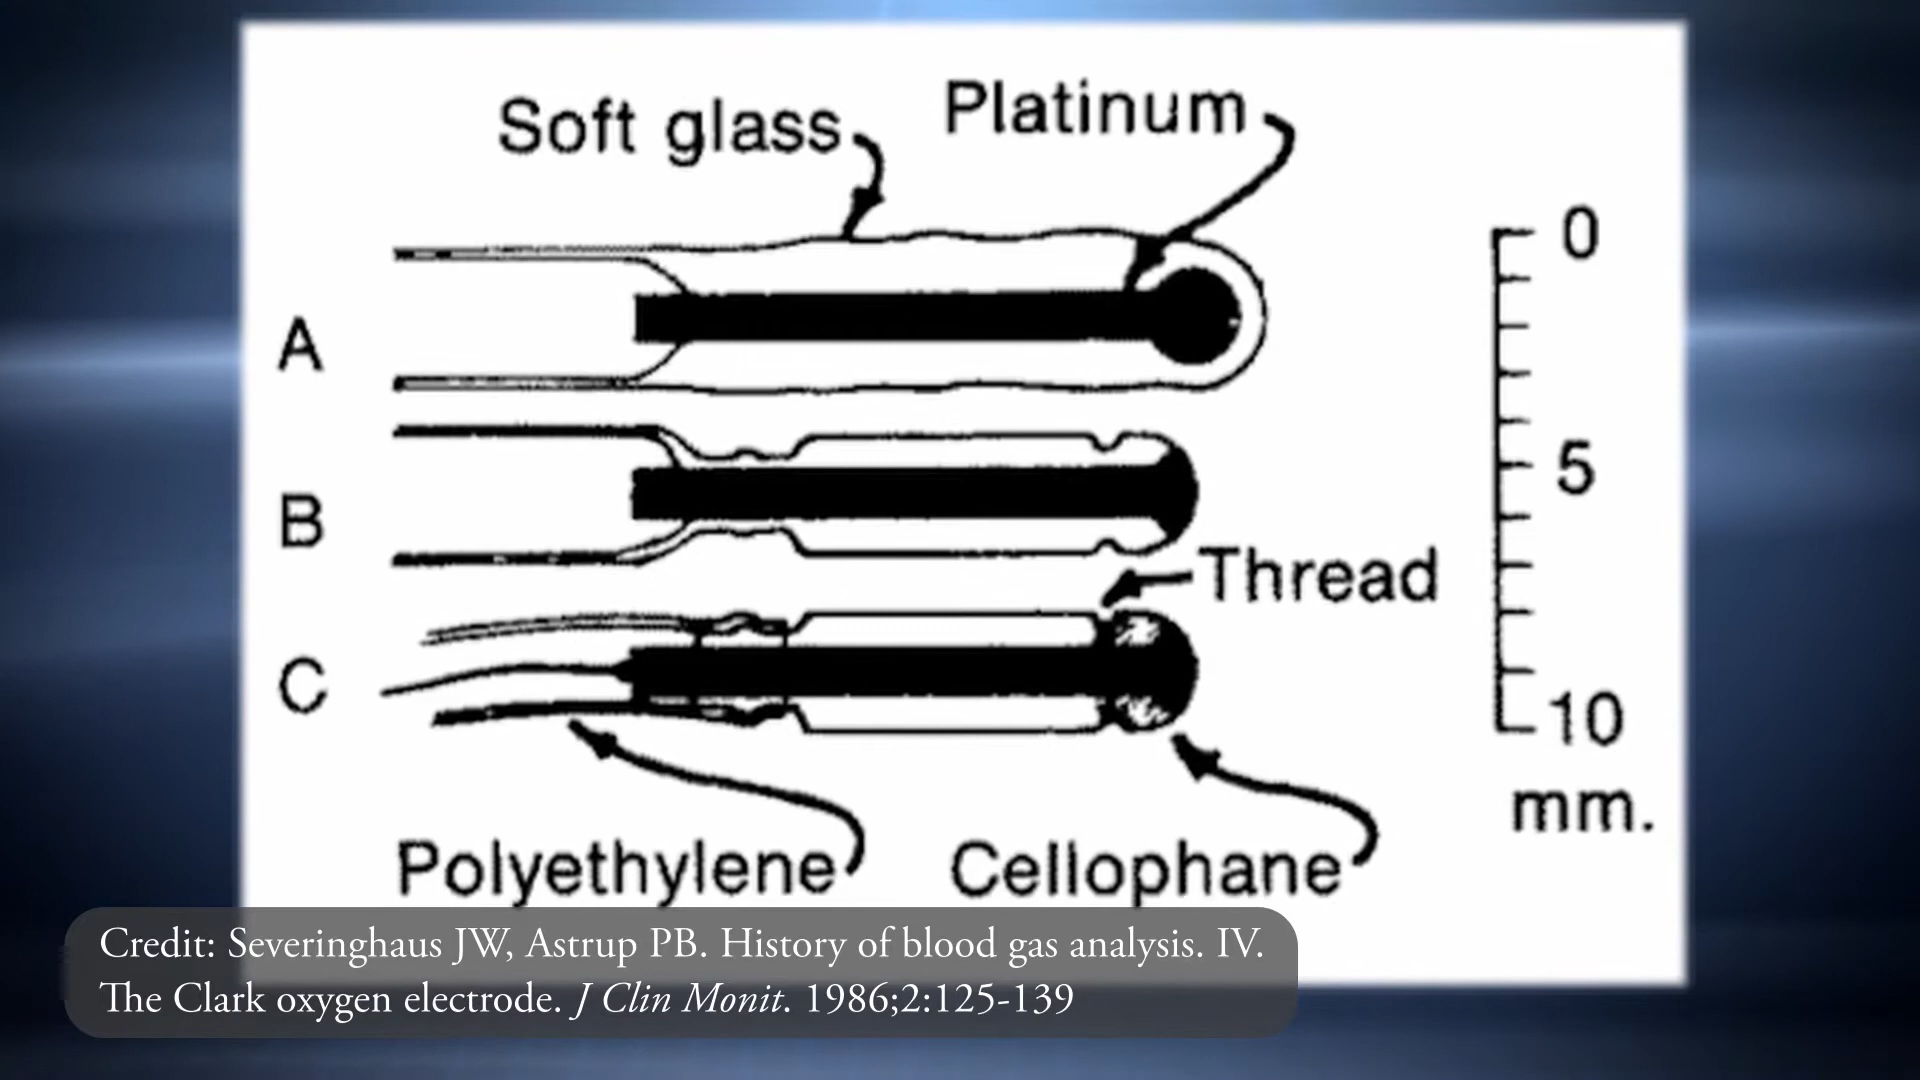 Soft glass
Platinum
0
A
5
B
Thread
C
10
mm.
Polyethylene
Cellophane
Credit: Severinghaus JW, Astrup PB. History of blood gas analysis. IV.
The Clark oxygen electrode. J Clin Monit. 1986;2:125-139